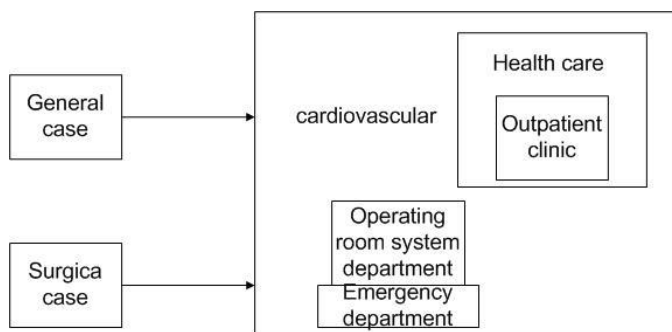 General
case
cardiovascular
Health care
Outpatient
clinic
Operating
room system
department
Emergency
department
Surgica
case